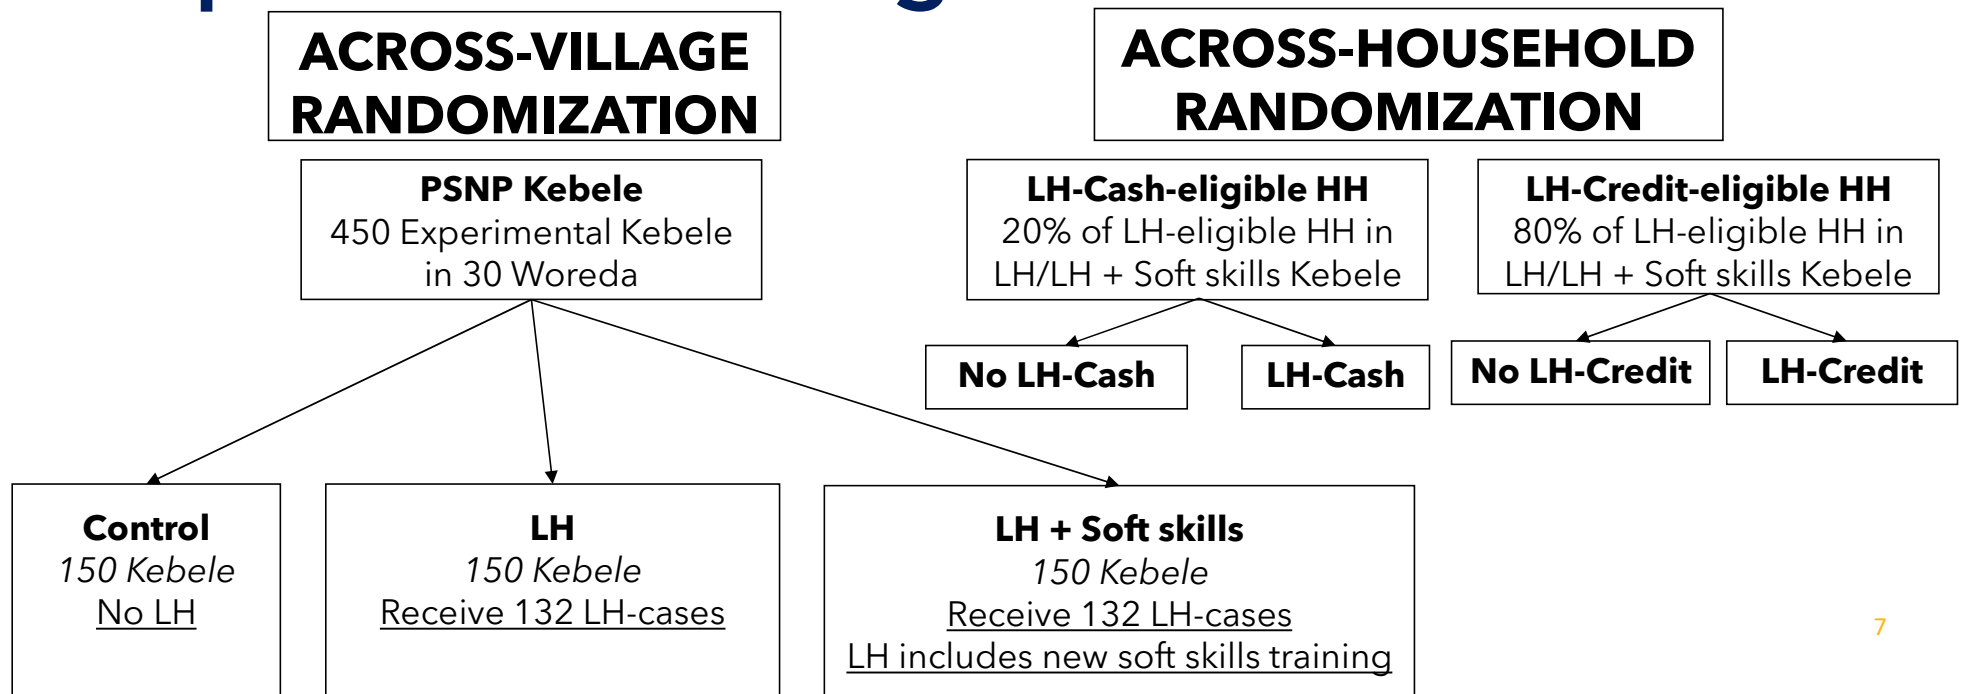 ACROSS-VILLAGE
RANDOMIZATION
PSNP Kebele
450 Experimental Kebele
in 30 Woreda
Control
150 Kebele
No LH
LH
150 Kebele
Receive 132 LH-cases
LH + Soft skills
150 Kebele
Receive 132 LH-cases
LH includes new soft skills training
ACROSS-HOUSEHOLD
RANDOMIZATION
LH-Cash-eligible HH
20% of LH-eligible HH in
LH/LH + Soft skills Kebele
No LH-Cash
LH-Cash
LH-Credit-eligible HH
80% of LH-eligible HH in
LH/LH + Soft skills Kebele
No LH-Credit
LH-Credit
7